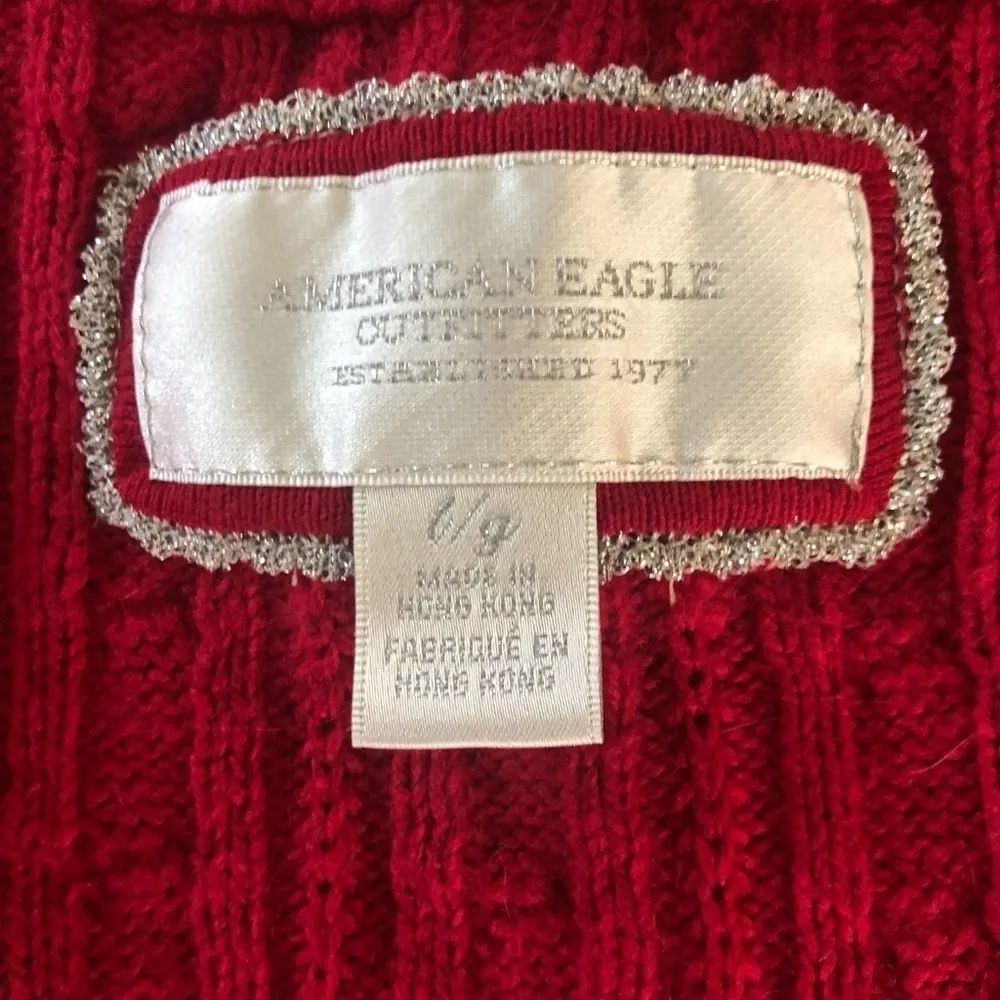 AMERICAN EAGLE
OUTFITTERS
ESTABLISHED 1977
l/g
MADE IN
HONG KONG
FABRIQUÉ EN
HONG KONG